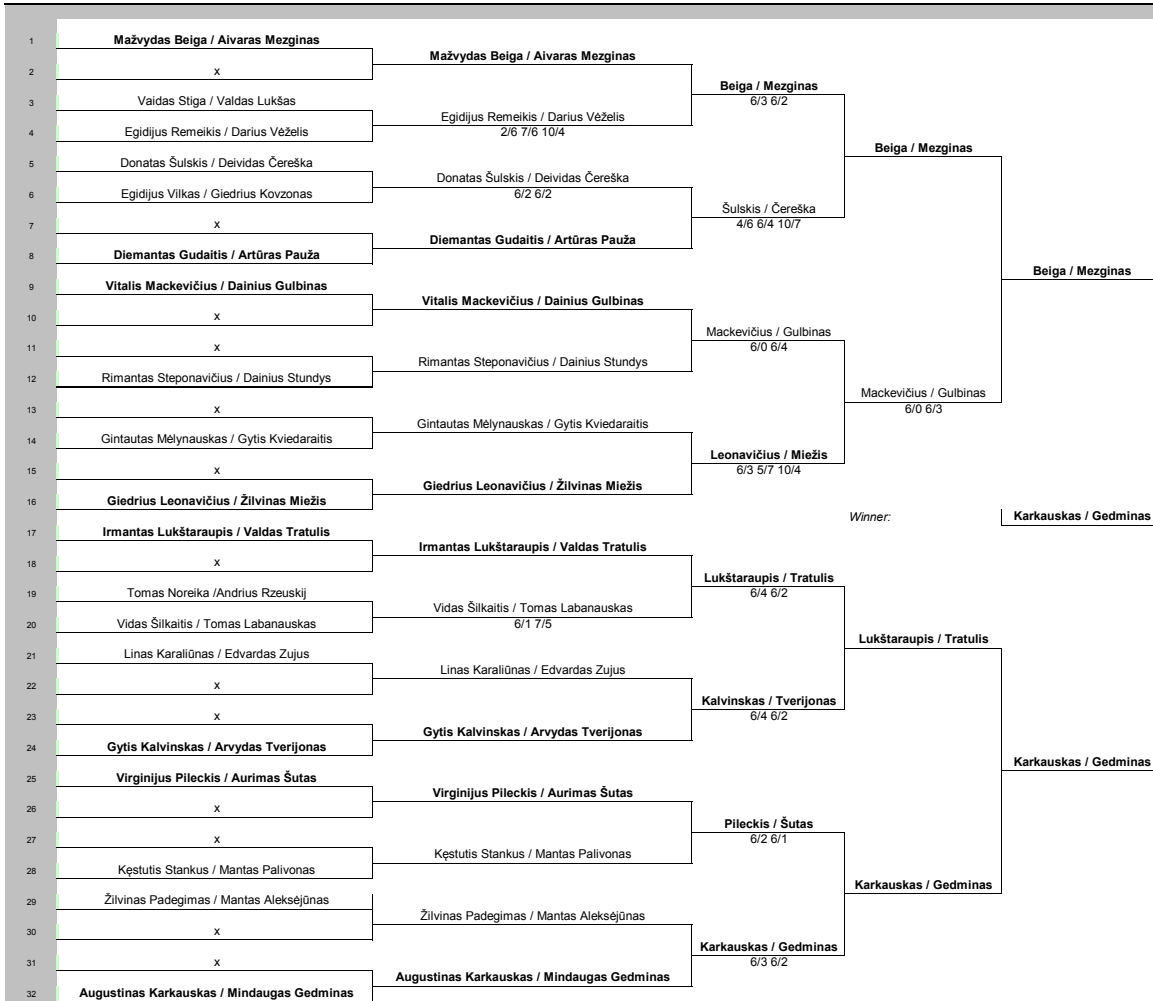 1 Mažvydas Beiga / Aivaras Mezginas
Mažvydas Beiga / Aivaras Mezginas
2 x
Beiga / Mezginas
6/3 6/2
3 Vaidas Stiga / Valdas Lukšas
Egidijus Remeikis / Darius Vėželis
2/6 7/6 10/4
4 Egidijus Remeikis / Darius Vėželis
Beiga / Mezginas
5 Donatas Šulskis / Deividas Čereška
Donatas Šulskis / Deividas Čereška
6/2 6/2
6 Egidijus Vilkas / Giedrius Kovzonas
Šulskis / Čereška
4/6 6/4 10/7
7 x
Diemantas Gudaitis / Artūras Pauža
8 Diemantas Gudaitis / Artūras Pauža
Beiga / Mezginas
9 Vitalis Mackevičius / Dainius Gulbinas
Vitalis Mackevičius / Dainius Gulbinas
10 x
Mackevičius / Gulbinas
6/0 6/4
11 x
Rimantas Steponavičius / Dainius Stundys
12 Rimantas Steponavičius / Dainius Stundys
Mackevičius / Gulbinas
6/0 6/3
13 x
Gintautas Mėlynauskas / Gytis Kviedaraitis
14 Gintautas Mėlynauskas / Gytis Kviedaraitis
Leonavičius / Miežis
6/3 5/7 10/4
15 x
Giedrius Leonavičius / Žilvinas Miežis
16 Giedrius Leonavičius / Žilvinas Miežis
Winner: Karkauskas / Gedminas
17 Irmantas Lukštaraupis / Valdas Tratulis
Irmantas Lukštaraupis / Valdas Tratulis
18 x
Lukštaraupis / Tratulis
6/4 6/2
19 Tomas Noreika /Andrius Rzeuskij
Vidas Šilkaitis / Tomas Labanauskas
6/1 7/5
20 Vidas Šilkaitis / Tomas Labanauskas
Lukštaraupis / Tratulis
21 Linas Karaliūnas / Edvardas Zujus
Linas Karaliūnas / Edvardas Zujus
22 x
Kalvinskas / Tverijonas
6/4 6/2
23 x
Gytis Kalvinskas / Arvydas Tverijonas
24 Gytis Kalvinskas / Arvydas Tverijonas
Karkauskas / Gedminas
25 Virginijus Pileckis / Aurimas Šutas
Virginijus Pileckis / Aurimas Šutas
26 x
Pileckis / Šutas
6/2 6/1
27 x
Kęstutis Stankus / Mantas Palivonas
28 Kęstutis Stankus / Mantas Palivonas
Karkauskas / Gedminas
29 Žilvinas Padegimas / Mantas Aleksėjūnas
Žilvinas Padegimas / Mantas Aleksėjūnas
30 x
Karkauskas / Gedminas
6/3 6/2
31 x
Augustinas Karkauskas / Mindaugas Gedminas
32 Augustinas Karkauskas / Mindaugas Gedminas